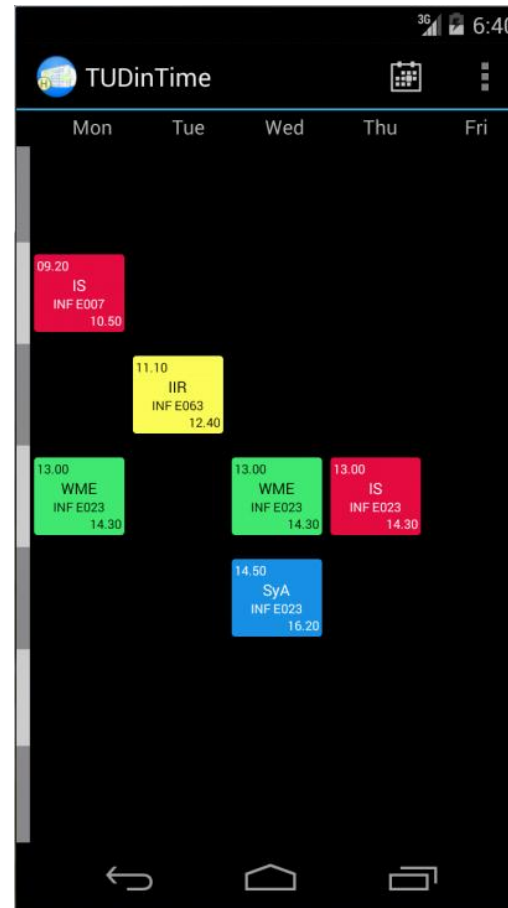 3G 6:40
TUDinTime
Mon Tue Wed Thu Fri
09.20
IS
INF E007
10.50
11.10
IIR
INF E063
12.40
13.00
WME
INF E023
14.30
13.00
WME
INF E023
14.30
13.00
IS
INF E023
14.30
14.50
SyA
INF E023
16.20